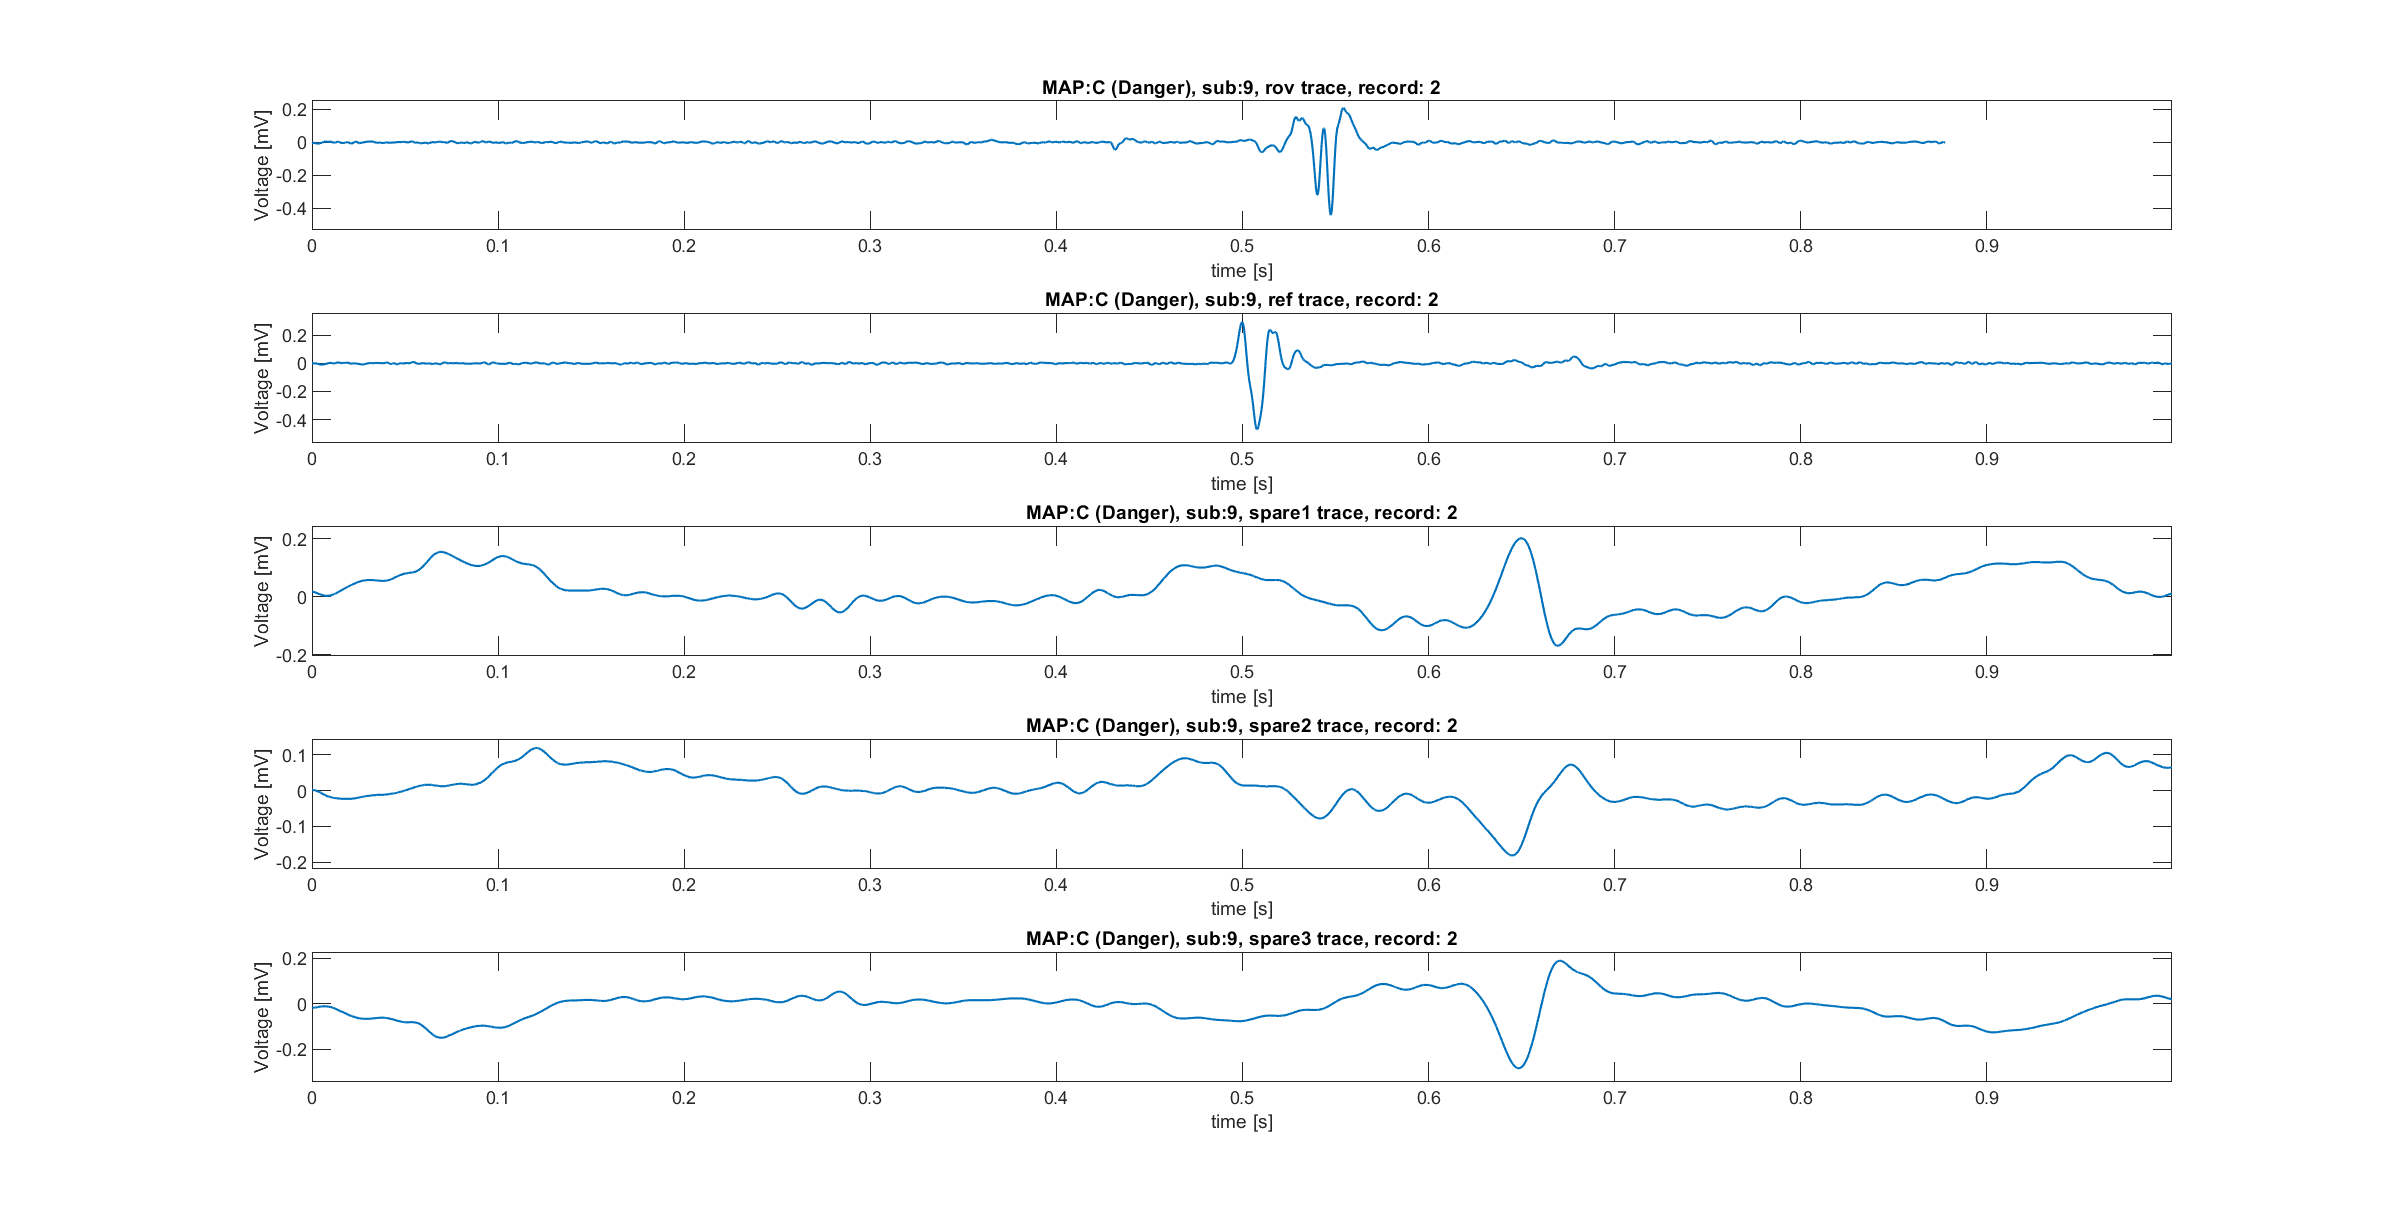 MAP:C (Danger), sub:9, rov trace, record: 2
Voltage [mV]
0.2
0
-0.2
-0.4
0 0.1 0.2 0.3 0.4 0.5 0.6 0.7 0.8 0.9
time [s]
MAP:C (Danger), sub:9, ref trace, record: 2
Voltage [mV]
0.2
0
-0.2
-0.4
0 0.1 0.2 0.3 0.4 0.5 0.6 0.7 0.8 0.9
time [s]
MAP:C (Danger), sub:9, spare1 trace, record: 2
Voltage [mV]
0.2
0
-0.2
0 0.1 0.2 0.3 0.4 0.5 0.6 0.7 0.8 0.9
time [s]
MAP:C (Danger), sub:9, spare2 trace, record: 2
Voltage [mV]
0.1
0
-0.1
-0.2
0 0.1 0.2 0.3 0.4 0.5 0.6 0.7 0.8 0.9
time [s]
MAP:C (Danger), sub:9, spare3 trace, record: 2
Voltage [mV]
0.2
0
-0.2
0 0.1 0.2 0.3 0.4 0.5 0.6 0.7 0.8 0.9
time [s]